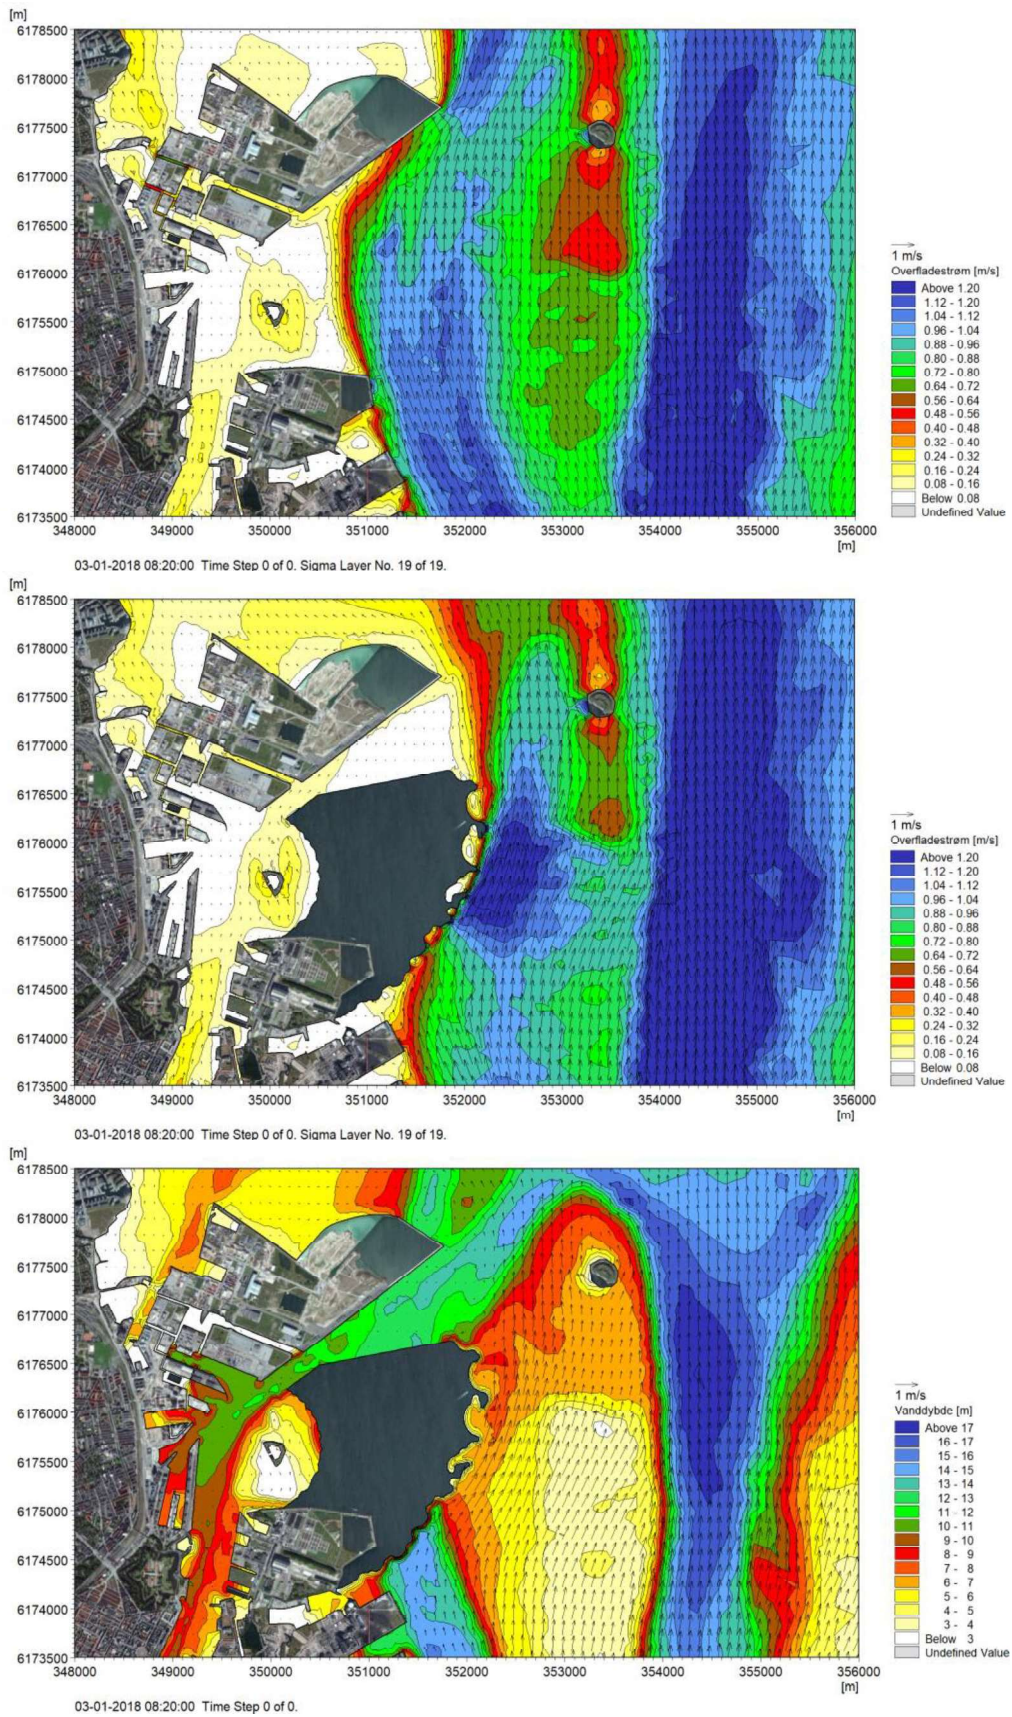 [m]
6178500
6178000
6177500
6177000
6176500
6176000
6175500
6175000
6174500
6174000
6173500
348000 349000 350000 351000 352000 353000 354000 355000 356000
[m]
03-01-2018 08:20:00 Time Step 0 of 0. Sigma Layer No. 19 of 19.
1 m/s
Overfladestrøm [m/s]
Above 1.20
1.12 - 1.20
1.04 - 1.12
0.96 - 1.04
0.88 - 0.96
0.80 - 0.88
0.72 - 0.80
0.64 - 0.72
0.56 - 0.64
0.48 - 0.56
0.40 - 0.48
0.32 - 0.40
0.24 - 0.32
0.16 - 0.24
0.08 - 0.16
Below 0.08
Undefined Value
[m]
6178500
6178000
6177500
6177000
6176500
6176000
6175500
6175000
6174500
6174000
6173500
348000 349000 350000 351000 352000 353000 354000 355000 356000
[m]
03-01-2018 08:20:00 Time Step 0 of 0. Sigma Layer No. 19 of 19.
1 m/s
Overfladestrøm [m/s]
Above 1.20
1.12 - 1.20
1.04 - 1.12
0.96 - 1.04
0.88 - 0.96
0.80 - 0.88
0.72 - 0.80
0.64 - 0.72
0.56 - 0.64
0.48 - 0.56
0.40 - 0.48
0.32 - 0.40
0.24 - 0.32
0.16 - 0.24
0.08 - 0.16
Below 0.08
Undefined Value
[m]
6178500
6178000
6177500
6177000
6176500
6176000
6175500
6175000
6174500
6174000
6173500
348000 349000 350000 351000 352000 353000 354000 355000 356000
[m]
03-01-2018 08:20:00 Time Step 0 of 0.
1 m/s
Vanddybde [m]
Above 17
16 - 17
15 - 16
14 - 15
13 - 14
12 - 13
11 - 12
10 - 11
9 - 10
8 - 9
7 - 8
6 - 7
5 - 6
4 - 5
3 - 4
Below 3
Undefined Value